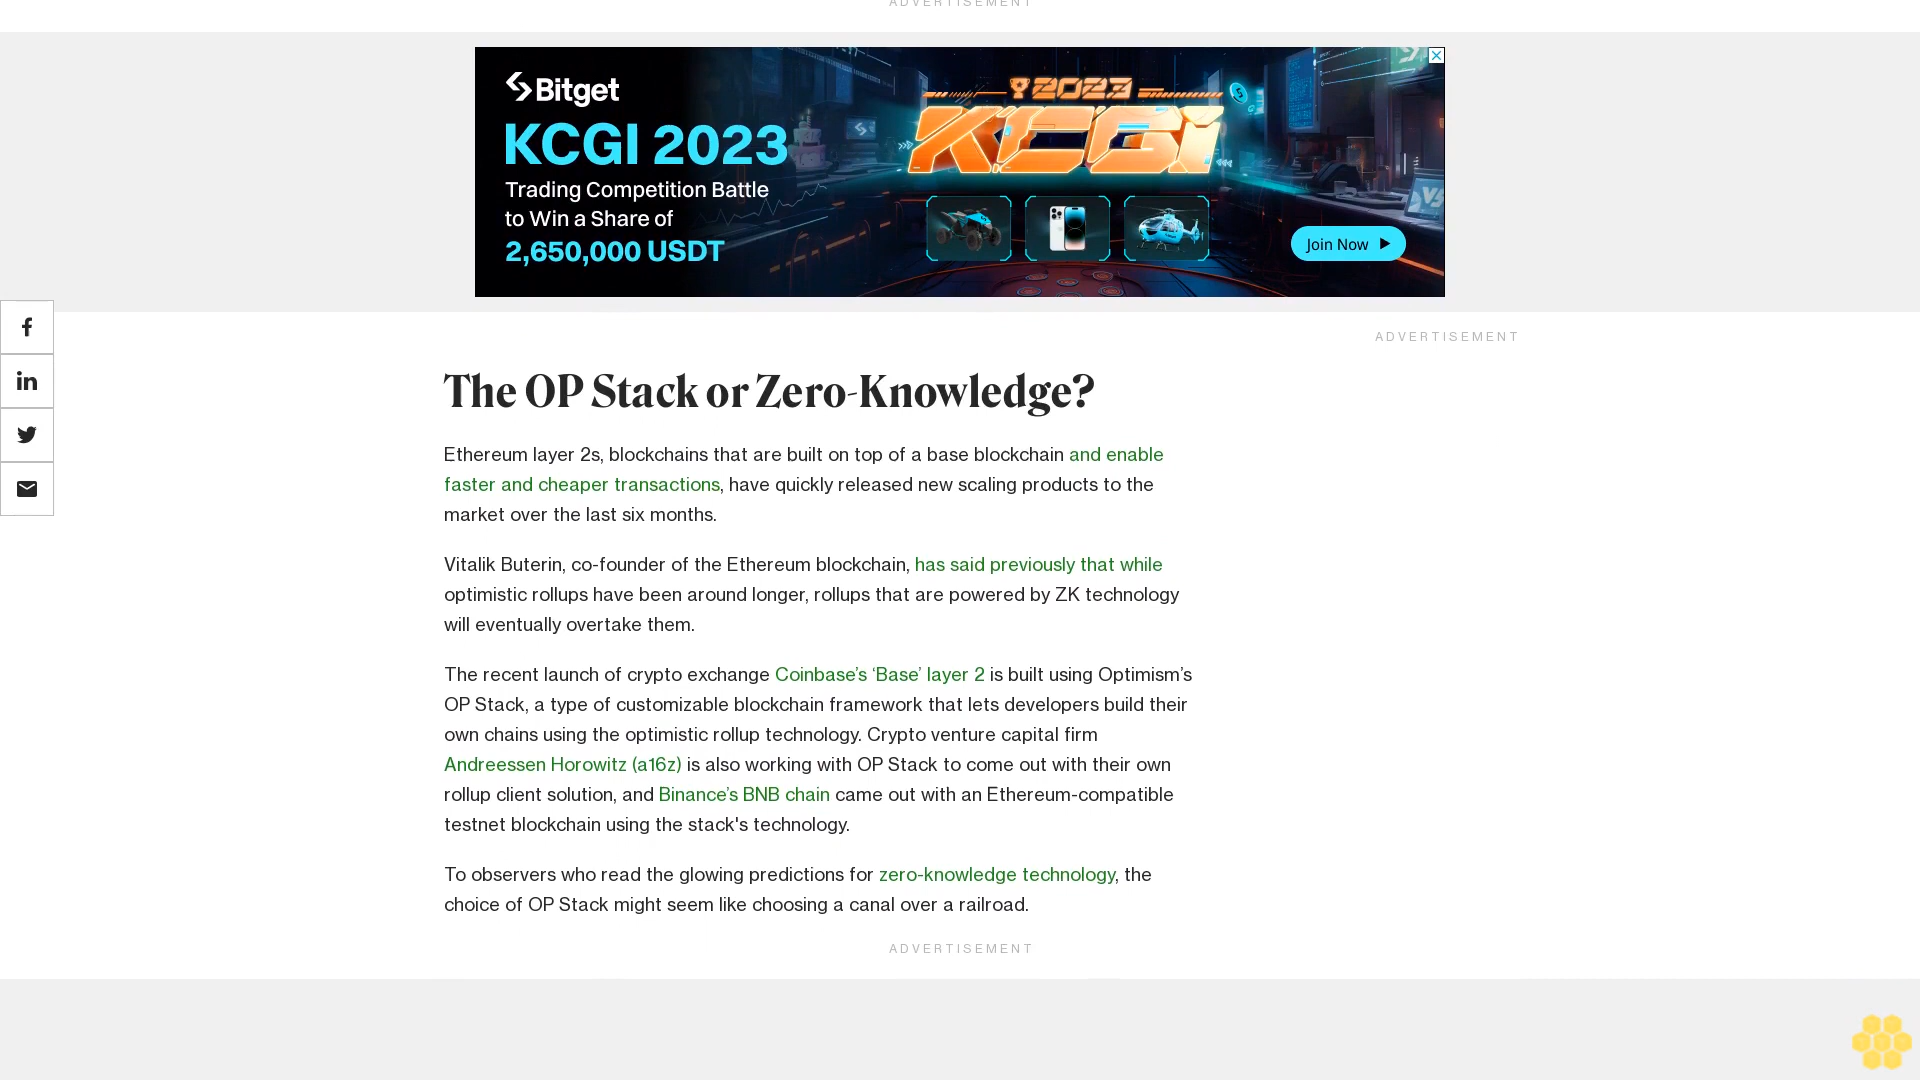 ADVERTISEMENT
Bitget
KCGI 2023
Trading Competition Battle
to Win a Share of
2,650,000 USDT
2023
KCGI
Join Now
ADVERTISEMENT
The OP Stack or Zero-Knowledge?
Ethereum layer 2s, blockchains that are built on top of a base blockchain and enable
faster and cheaper transactions, have quickly released new scaling products to the
market over the last six months.
Vitalik Buterin, co-founder of the Ethereum blockchain, has said previously that while
optimistic rollups have been around longer, rollups that are powered by ZK technology
will eventually overtake them.
The recent launch of crypto exchange Coinbase’s ‘Base’ layer 2 is built using Optimism’s
OP Stack, a type of customizable blockchain framework that lets developers build their
own chains using the optimistic rollup technology. Crypto venture capital firm
Andreessen Horowitz (a16z) is also working with OP Stack to come out with their own
rollup client solution, and Binance’s BNB chain came out with an Ethereum-compatible
testnet blockchain using the stack's technology.
To observers who read the glowing predictions for zero-knowledge technology, the
choice of OP Stack might seem like choosing a canal over a railroad.
ADVERTISEMENT